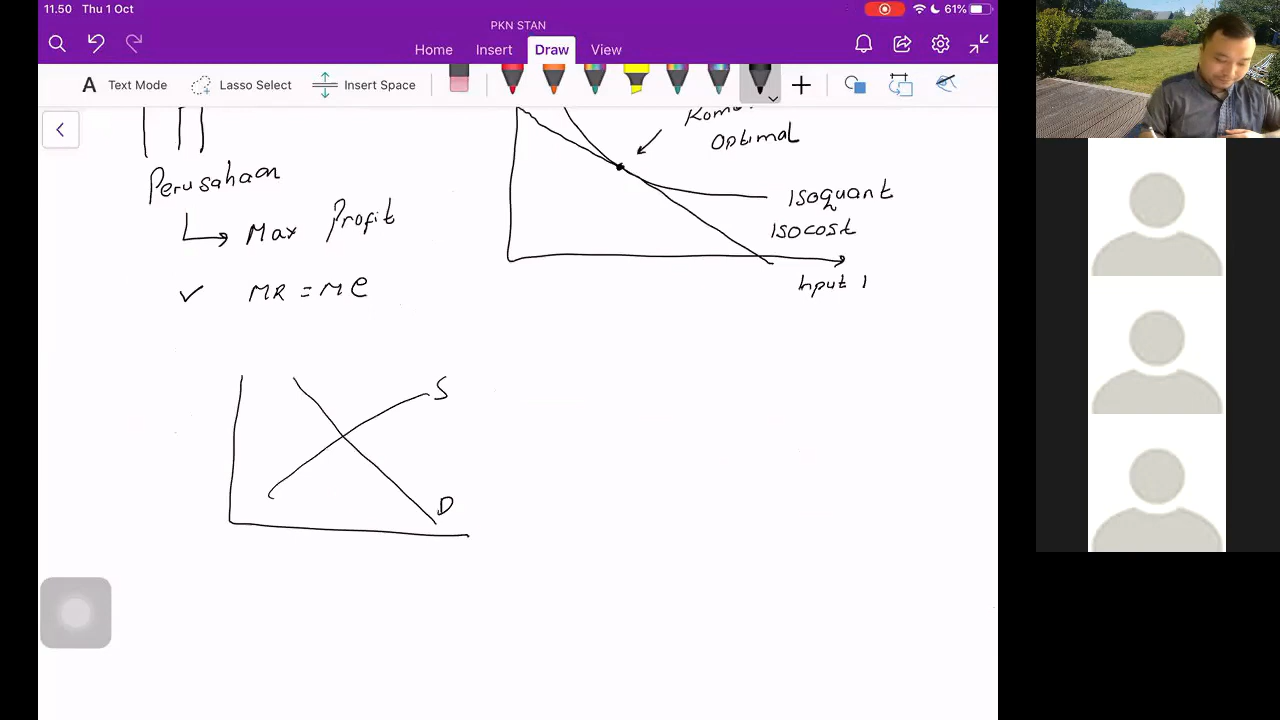 11.50 Thu 1 Oct
61%
PKN STAN
Home Insert Draw View
A Text Mode Lasso Select Insert Space
Optimal
Perusahaan
Max Profit
Isoquant
Isocost
Input 1
✓ MR = MC
S
D